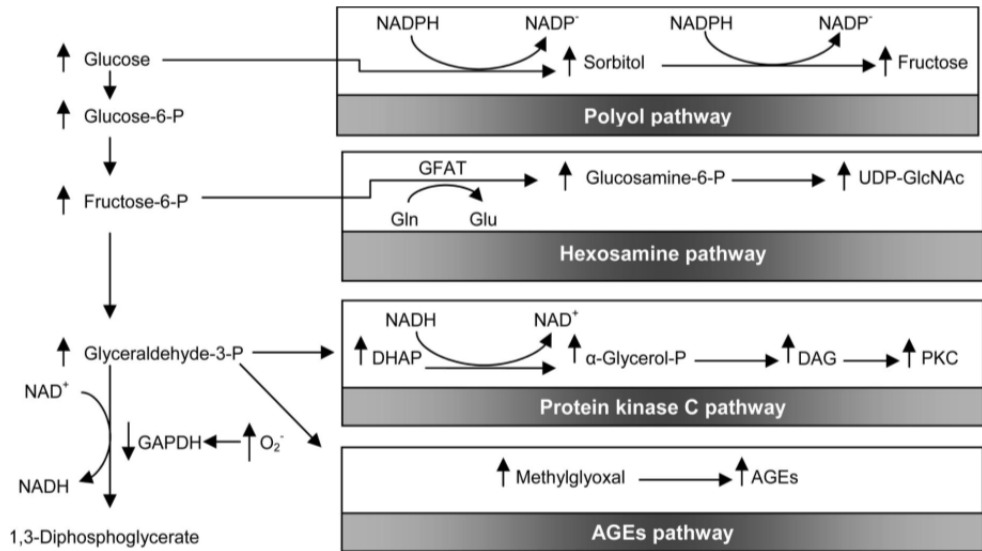 NADPH NADP⁻ NADPH NADP⁻
Glucose Sorbitol Fructose
Glucose-6-P
Polyol pathway
GFAT
Glucosamine-6-P UDP-GlcNAc
Fructose-6-P
Gln Glu
Hexosamine pathway
NADH NAD⁺
Glyceraldehyde-3-P DHAP α-Glycerol-P DAG PKC
NAD⁺
Protein kinase C pathway
GAPDH O₂⁻
NADH
Methylglyoxal AGEs
1,3-Diphosphoglycerate
AGEs pathway